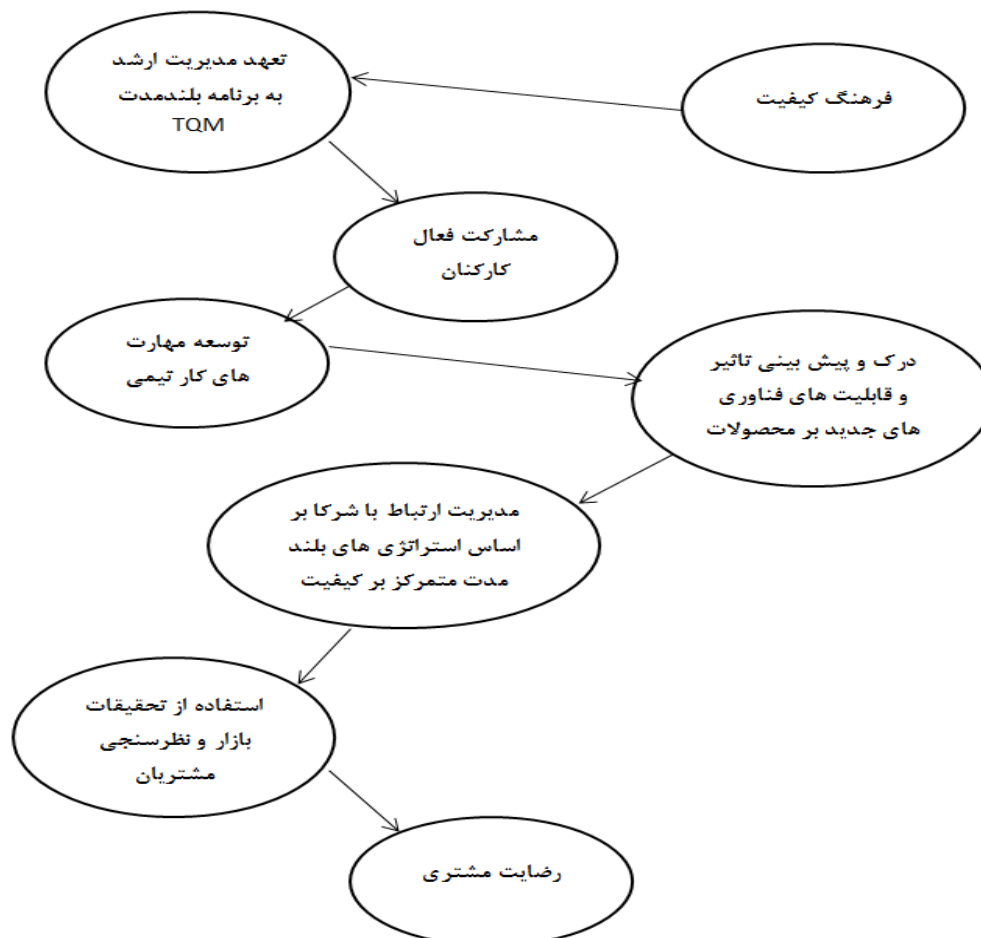 فرهنگ کیفیت
تعهد مدیریت ارشد
به برنامه بلندمدت
TQM
مشارکت فعال
کارکنان
توسعه مهارت
های کار تیمی
درک و پیش بینی تاثیر
و قابلیت های فناوری
های جدید بر محصولات
مدیریت ارتباط با شرکا بر
اساس استراتژی های بلند
مدت متمرکز بر کیفیت
استفاده از تحقیقات
بازار و نظرسنجی
مشتریان
رضایت مشتری